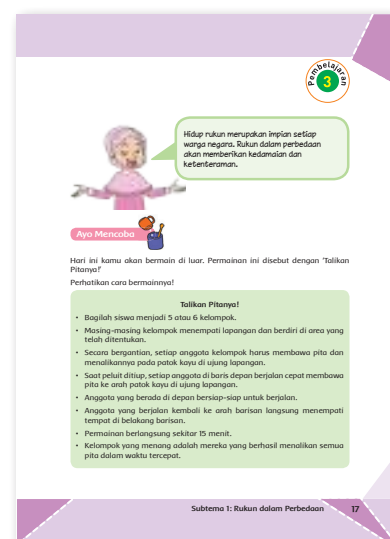 Pembelajaran
3
Hidup rukun merupakan impian setiap
warga negara. Rukun dalam perbedaan
akan memberikan kedamaian dan
ketenteraman.
Ayo Mencoba
Hari ini kamu akan bermain di luar. Permainan ini disebut dengan ‘Talikan
Pitanya!’
Perhatikan cara bermainnya!
Talikan Pitanya!
• Bagilah siswa menjadi 5 atau 6 kelompok.
• Masing-masing kelompok menempati lapangan dan berdiri di area yang
telah ditentukan.
• Secara bergantian, setiap anggota kelompok harus membawa pita dan
menalikannya pada patok kayu di ujung lapangan.
• Saat peluit ditiup, setiap anggota di baris depan berjalan cepat membawa
pita ke arah patok kayu di ujung lapangan.
• Anggota yang berada di depan bersiap-siap untuk berjalan.
• Anggota yang berjalan kembali ke arah barisan langsung menempati
tempat di belakang barisan.
• Permainan berlangsung sekitar 15 menit.
• Kelompok yang menang adalah mereka yang berhasil menalikan semua
pita dalam waktu tercepat.
Subtema 1: Rukun dalam Perbedaan 17